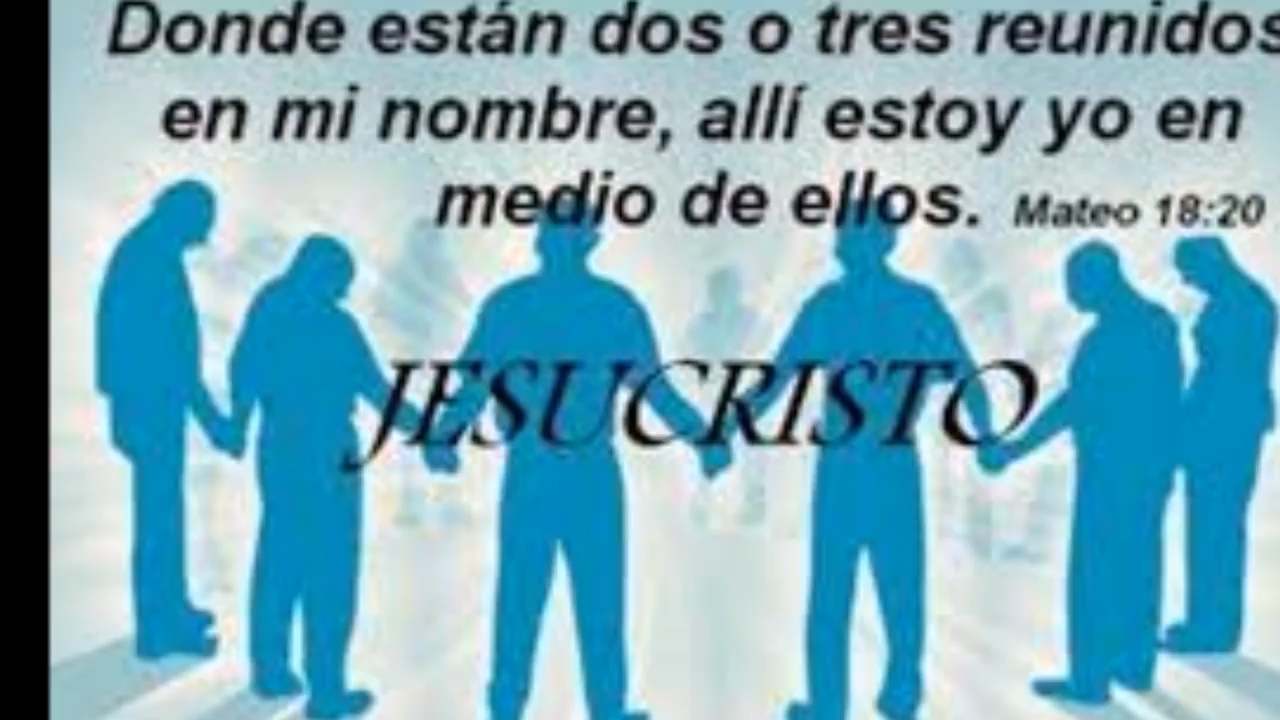 Donde están dos o tres reunidos
en mi nombre, allí estoy yo en
medio de ellos. Mateo 18:20
JESUCRISTO